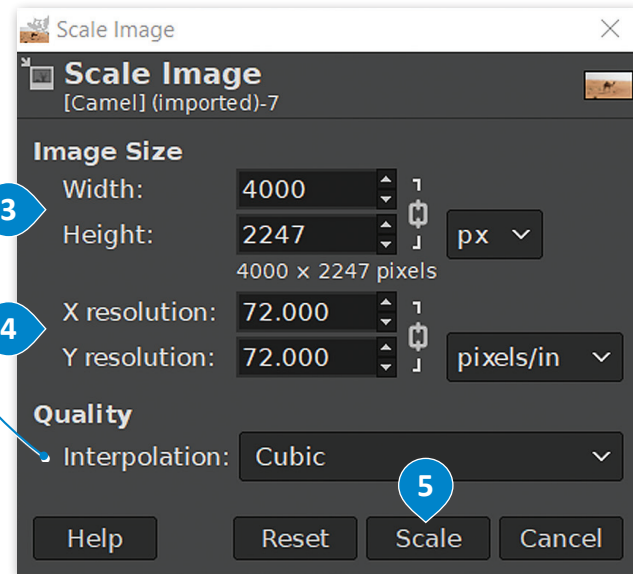 Scale Image
Scale Image
[Camel] (imported)-7
Image Size
3
Width: 4000
Height: 2247 px
4000 × 2247 pixels
4
X resolution: 72.000
Y resolution: 72.000 pixels/in
Quality
Interpolation: Cubic
5
Help Reset Scale Cancel